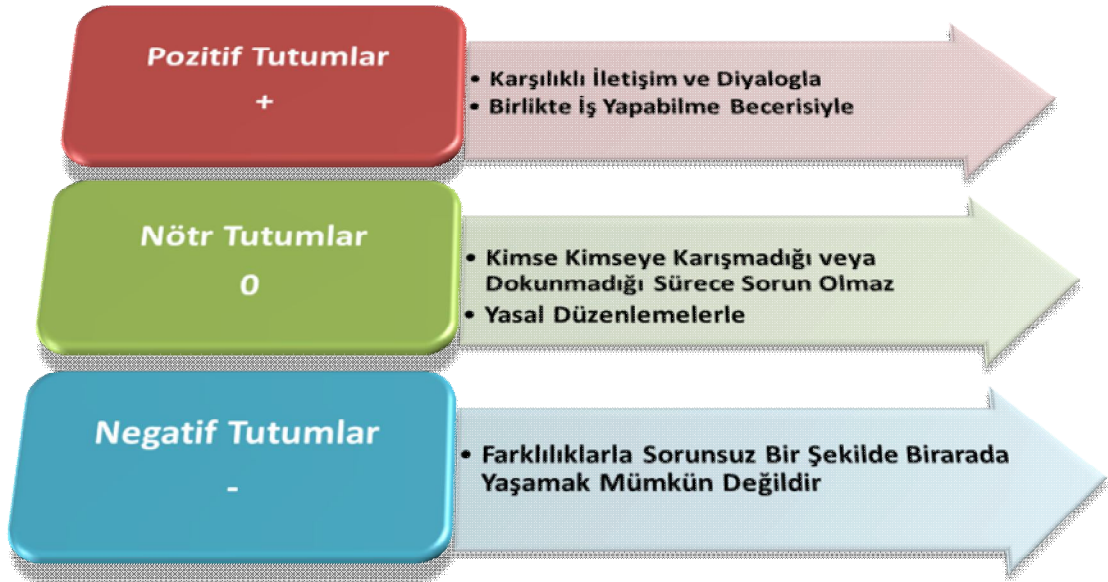 Pozitif Tutumlar
+
• Karşılıklı İletişim ve Diyalogla
• Birlikte İş Yapabilme Becerisiyle
Nötr Tutumlar
0
• Kimse Kimseye Karışmadığı veya
Dokunmadığı Sürece Sorun Olmaz
• Yasal Düzenlemelerle
Negatif Tutumlar
-
• Farklılıklarla Sorunsuz Bir Şekilde Birarada
Yaşamak Mümkün Değildir